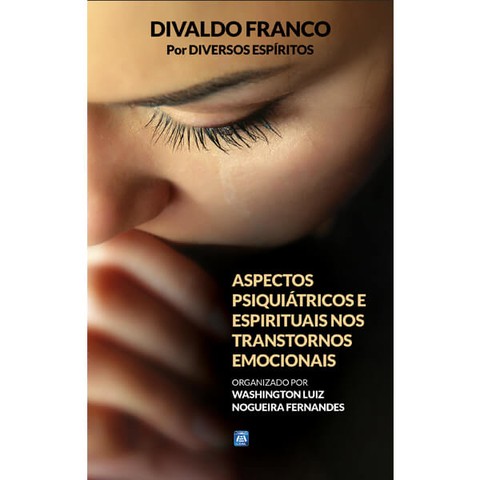 DIVALDO FRANCO
Por DIVERSOS ESPÍRITOS
ASPECTOS
PSIQUIÁTRICOS E
ESPIRITUAIS NOS
TRANSTORNOS
EMOCIONAIS
ORGANIZADO POR
WASHINGTON LUIZ
NOGUEIRA FERNANDES